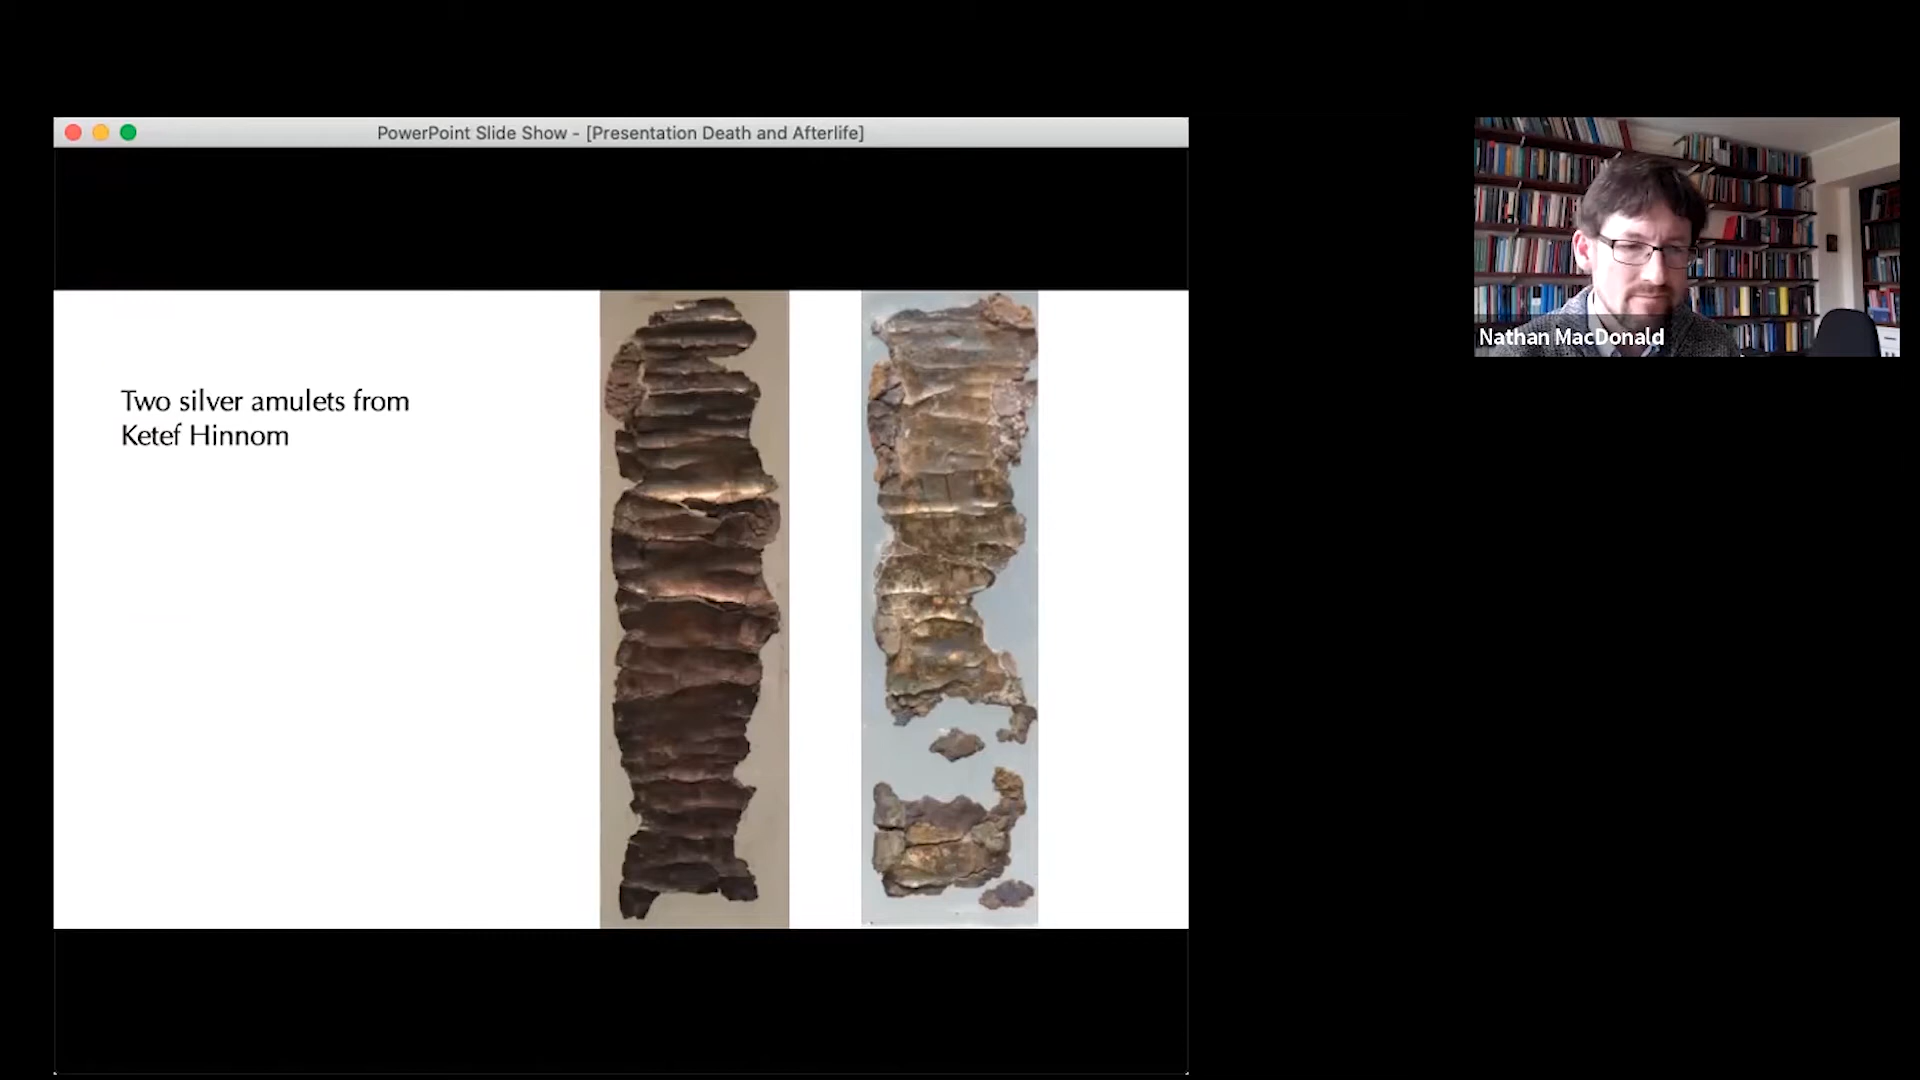 PowerPoint Slide Show - [Presentation Death and Afterlife]
Two silver amulets from
Ketef Hinnom
Nathan MacDonald